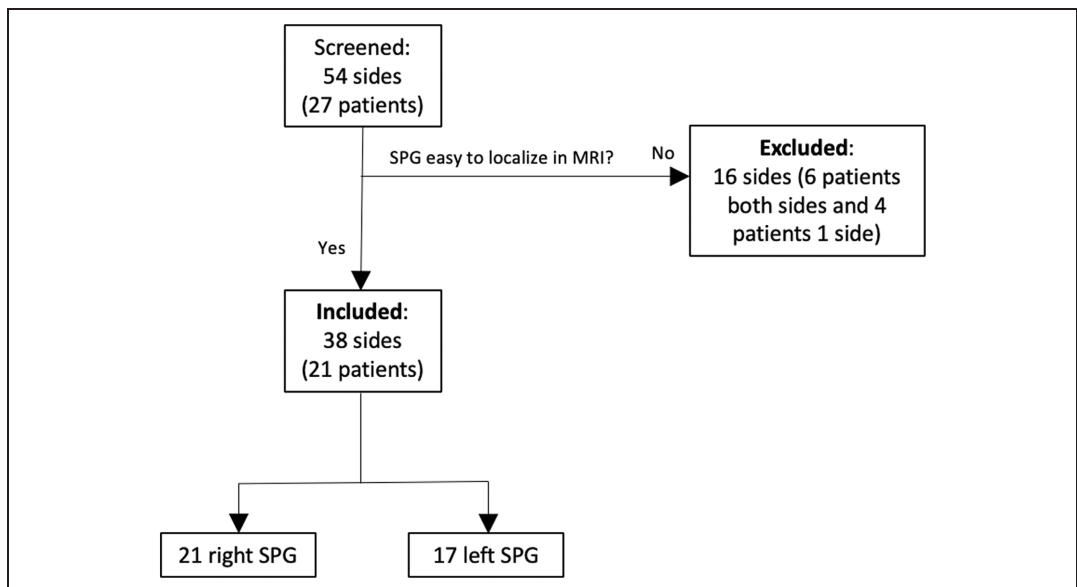 Screened:
54 sides
(27 patients)
SPG easy to localize in MRI?
No
Excluded:
16 sides (6 patients
both sides and 4
patients 1 side)
Yes
Included:
38 sides
(21 patients)
21 right SPG
17 left SPG